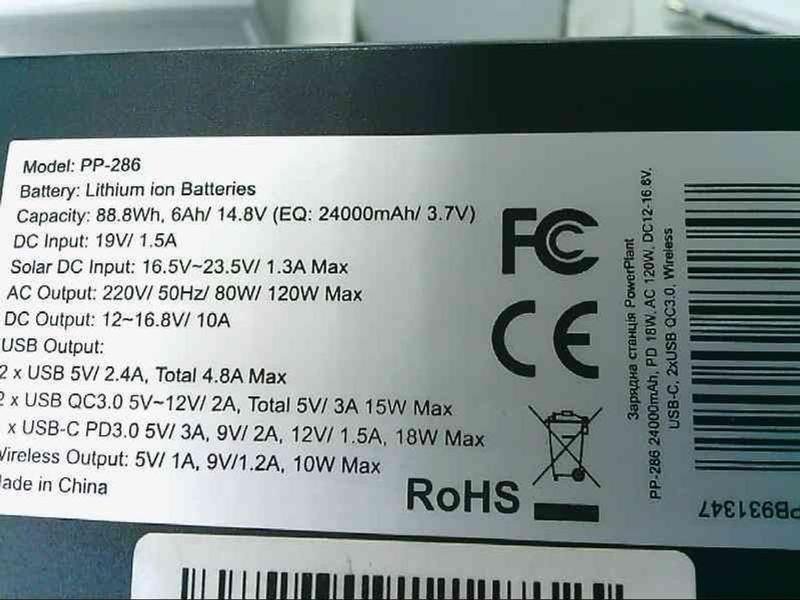 Model: PP-286
Battery: Lithium ion Batteries
Capacity: 88.8Wh, 6Ah/ 14.8V (EQ: 24000mAh/ 3.7V)
DC Input: 19V/ 1.5A
Solar DC Input: 16.5V~23.5V/ 1.3A Max
AC Output: 220V/ 50Hz/ 80W/ 120W Max
DC Output: 12~16.8V/ 10A
USB Output:
2 x USB 5V/ 2.4A, Total 4.8A Max
2 x USB QC3.0 5V~12V/ 2A, Total 5V/ 3A 15W Max
x USB-C PD3.0 5V/ 3A, 9V/ 2A, 12V/ 1.5A, 18W Max
Wireless Output: 5V/ 1A, 9V/1.2A, 10W Max
Made in China
FC
CE
RoHS
Зарядна станція PowerPlant
PP-286 24000mAh, PD 18W, AC 120W, DC12-16.8V,
USB-C, 2xUSB QC3.0, Wireless
PB931347